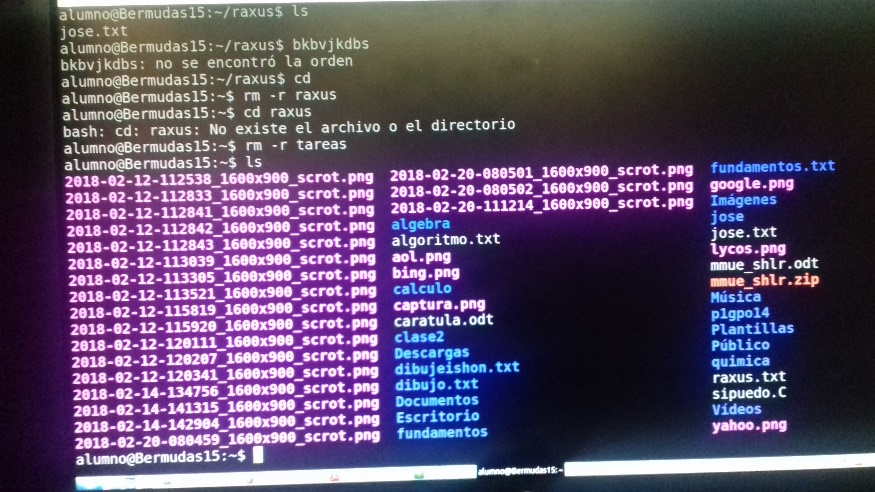 alumno@Bermudas15:~/raxus$ ls
jose.txt
alumno@Bermudas15:~/raxus$ bkbvjkdbs
bkbvjkdbs: no se encontró la orden
alumno@Bermudas15:~/raxus$ cd
alumno@Bermudas15:~$ rm -r raxus
alumno@Bermudas15:~$ cd raxus
bash: cd: raxus: No existe el archivo o el directorio
alumno@Bermudas15:~$ rm -r tareas
alumno@Bermudas15:~$ ls
2018-02-12-112538_1600x900_scrot.png 2018-02-20-080501_1600x900_scrot.png fundamentos.txt
2018-02-12-112833_1600x900_scrot.png 2018-02-20-080502_1600x900_scrot.png google.png
2018-02-12-112841_1600x900_scrot.png 2018-02-20-111214_1600x900_scrot.png Imágenes
2018-02-12-112842_1600x900_scrot.png algebra jose
2018-02-12-112843_1600x900_scrot.png algoritmo.txt jose.txt
2018-02-12-113039_1600x900_scrot.png aol.png lycos.png
2018-02-12-113305_1600x900_scrot.png bing.png mmue_shlr.odt
2018-02-12-113521_1600x900_scrot.png calculo mmue_shlr.zip
2018-02-12-115819_1600x900_scrot.png captura.png Música
2018-02-12-115920_1600x900_scrot.png caratula.odt p1gpo14
2018-02-12-120111_1600x900_scrot.png clase2 Plantillas
2018-02-12-120207_1600x900_scrot.png Descargas Público
2018-02-12-120341_1600x900_scrot.png dibujeishon.txt quimica
2018-02-14-134756_1600x900_scrot.png dibujo.txt raxus.txt
2018-02-14-141315_1600x900_scrot.png Documentos sipuedo.C
2018-02-14-142904_1600x900_scrot.png Escritorio Vídeos
2018-02-20-080459_1600x900_scrot.png fundamentos yahoo.png
alumno@Bermudas15:~$
alumno@Bermudas15:~